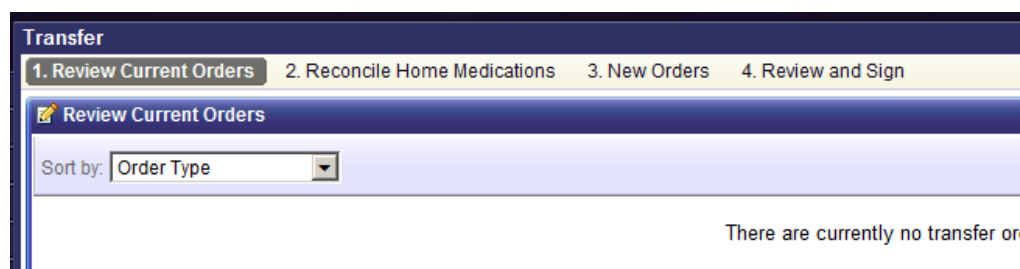 Transfer
1. Review Current Orders 2. Reconcile Home Medications 3. New Orders 4. Review and Sign
Review Current Orders
Sort by: Order Type
There are currently no transfer